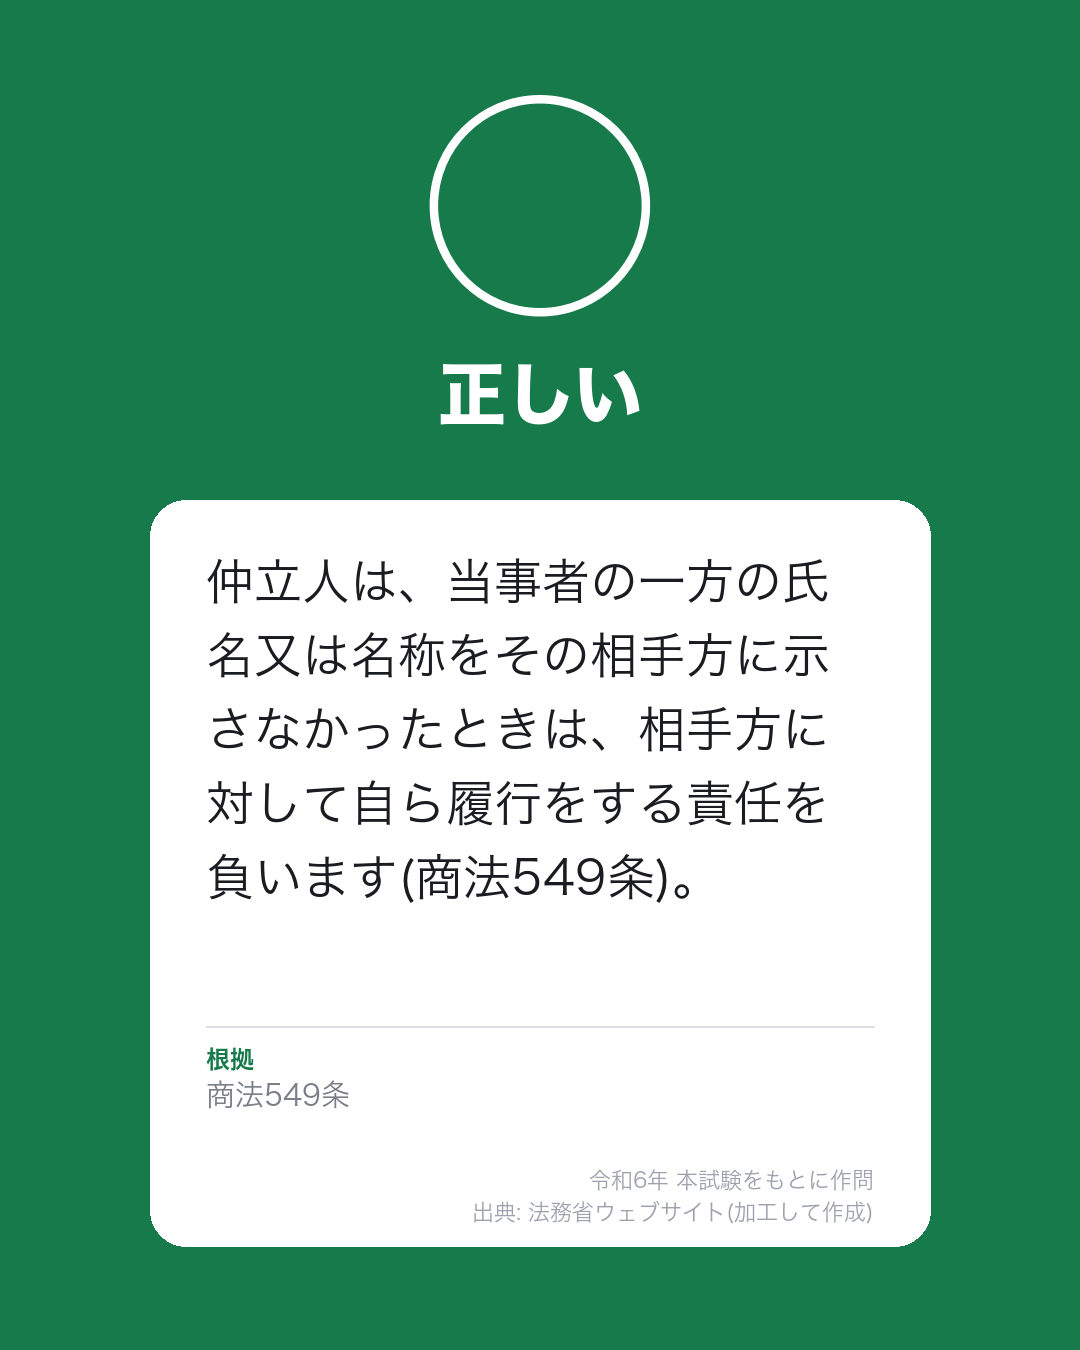 正しい
仲立人は、当事者の一方の氏
名又は名称をその相手方に示
さなかったときは、相手方に
対して自ら履行をする責任を
負います(商法549条)。
根拠
商法549条
令和6年 本試験をもとに作問
出典: 法務省ウェブサイト(加工して作成)